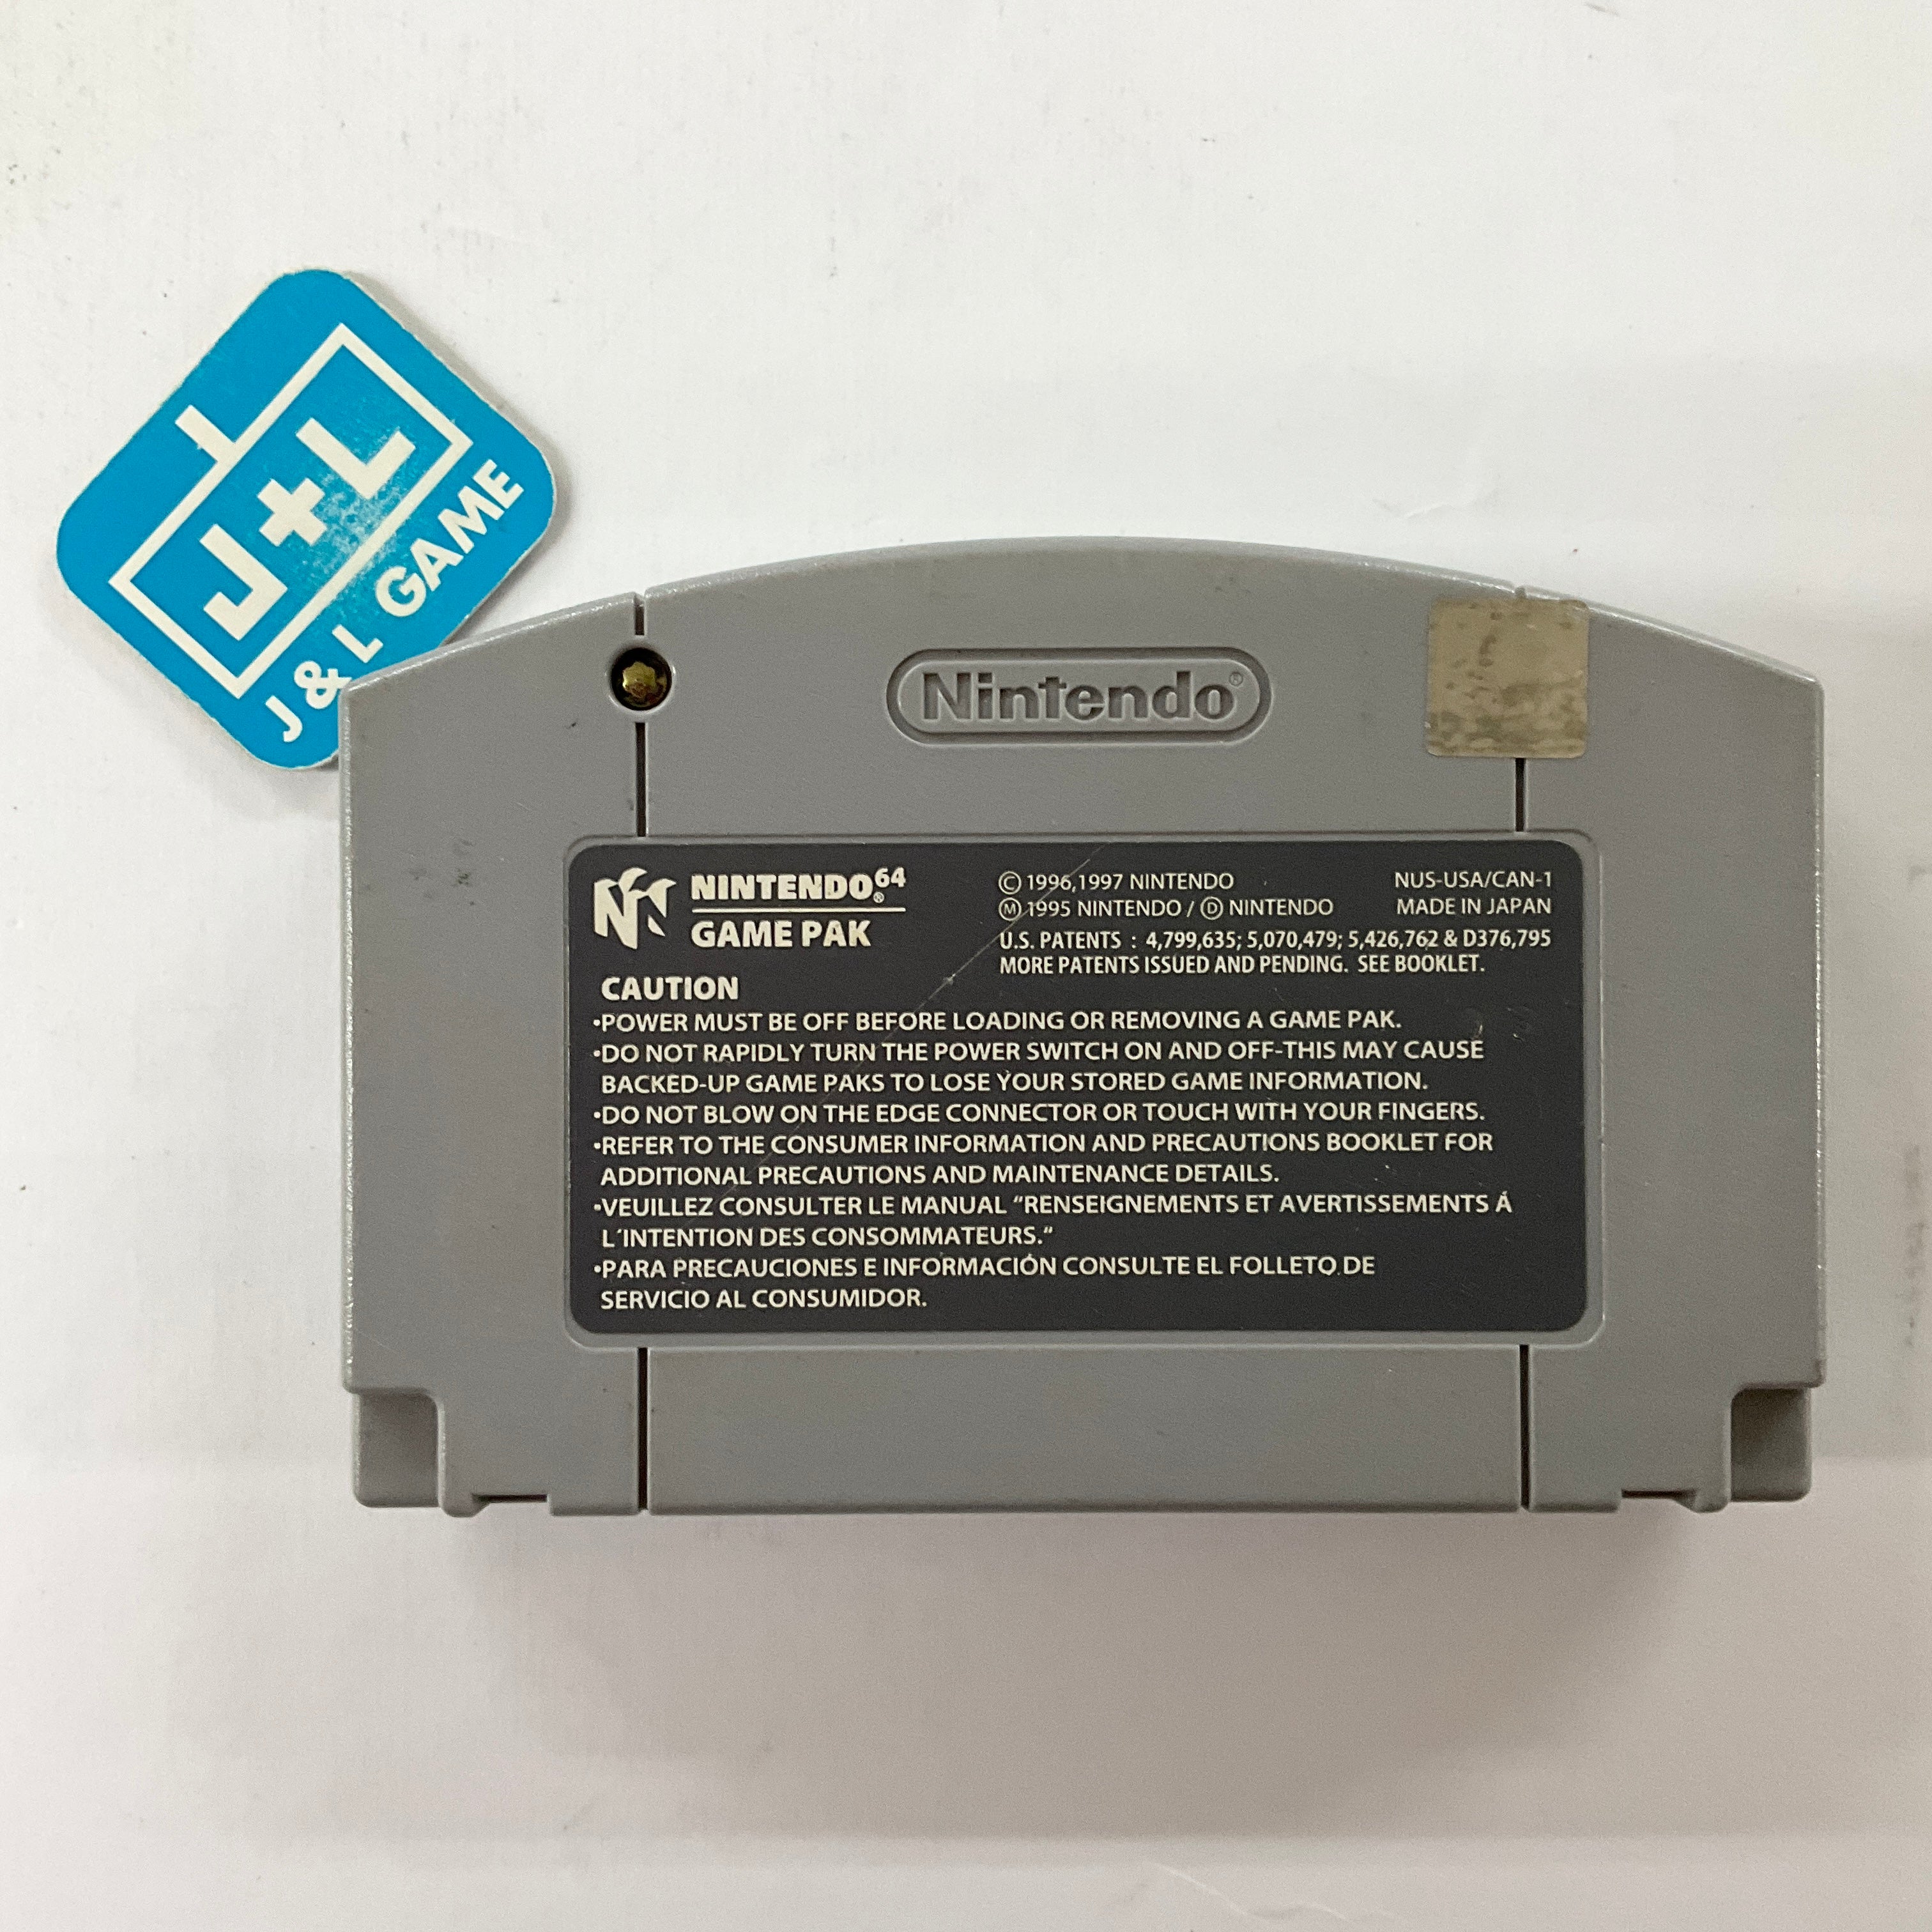 J+L
J & L GAME
Nintendo®
NINTENDO64®
GAME PAK
Ⓒ 1996,1997 NINTENDO
Ⓜ 1995 NINTENDO / Ⓓ NINTENDO
NUS-USA/CAN-1
MADE IN JAPAN
U.S. PATENTS : 4,799,635; 5,070,479; 5,426,762 & D376,795
MORE PATENTS ISSUED AND PENDING. SEE BOOKLET.
CAUTION
•POWER MUST BE OFF BEFORE LOADING OR REMOVING A GAME PAK.
•DO NOT RAPIDLY TURN THE POWER SWITCH ON AND OFF-THIS MAY CAUSE
BACKED-UP GAME PAKS TO LOSE YOUR STORED GAME INFORMATION.
•DO NOT BLOW ON THE EDGE CONNECTOR OR TOUCH WITH YOUR FINGERS.
•REFER TO THE CONSUMER INFORMATION AND PRECAUTIONS BOOKLET FOR
ADDITIONAL PRECAUTIONS AND MAINTENANCE DETAILS.
•VEUILLEZ CONSULTER LE MANUAL “RENSEIGNEMENTS ET AVERTISSEMENTS Á
L'INTENTION DES CONSOMMATEURS.”
•PARA PRECAUCIONES E INFORMACIÓN CONSULTE EL FOLLETO DE
SERVICIO AL CONSUMIDOR.